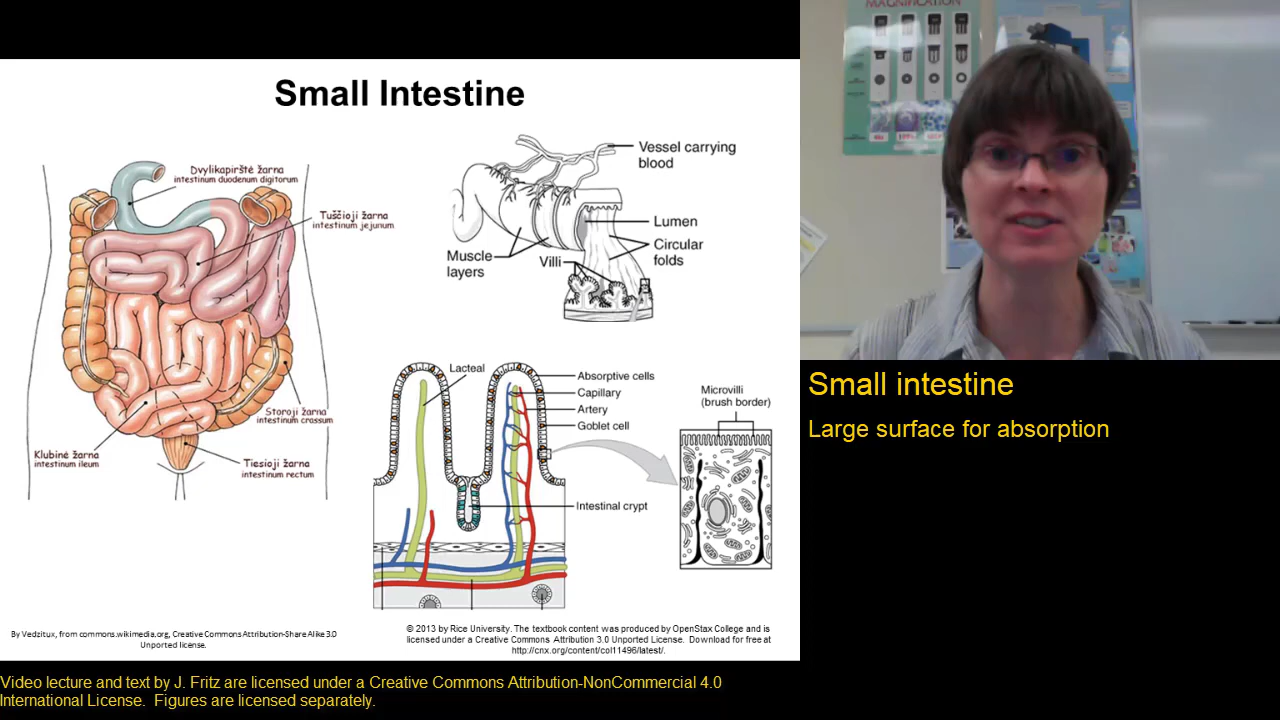 Small Intestine
Dvylikapirštė žarna
intestinum duodenum digitorum
Tuščioji žarna
intestinum jejunum
Storoji žarna
intestinum crassum
Klubinė žarna
intestinum ileum
Tiesioji žarna
intestinum rectum
Vessel carrying
blood
Lumen
Circular
folds
Muscle
layers
Villi
Lacteal
Absorptive cells
Capillary
Artery
Goblet cell
Intestinal crypt
Microvilli
(brush border)
By Vedzitux, from commons.wikimedia.org, Creative Commons Attribution-Share Alike 3.0
Unported license.
© 2013 by Rice University. The textbook content was produced by OpenStax College and is
licensed under a Creative Commons Attribution 3.0 Unported License. Download for free at
http://cnx.org/content/col11496/latest/.
MAGNIFICATION
Small intestine
Large surface for absorption
Video lecture and text by J. Fritz are licensed under a Creative Commons Attribution-NonCommercial 4.0
International License. Figures are licensed separately.